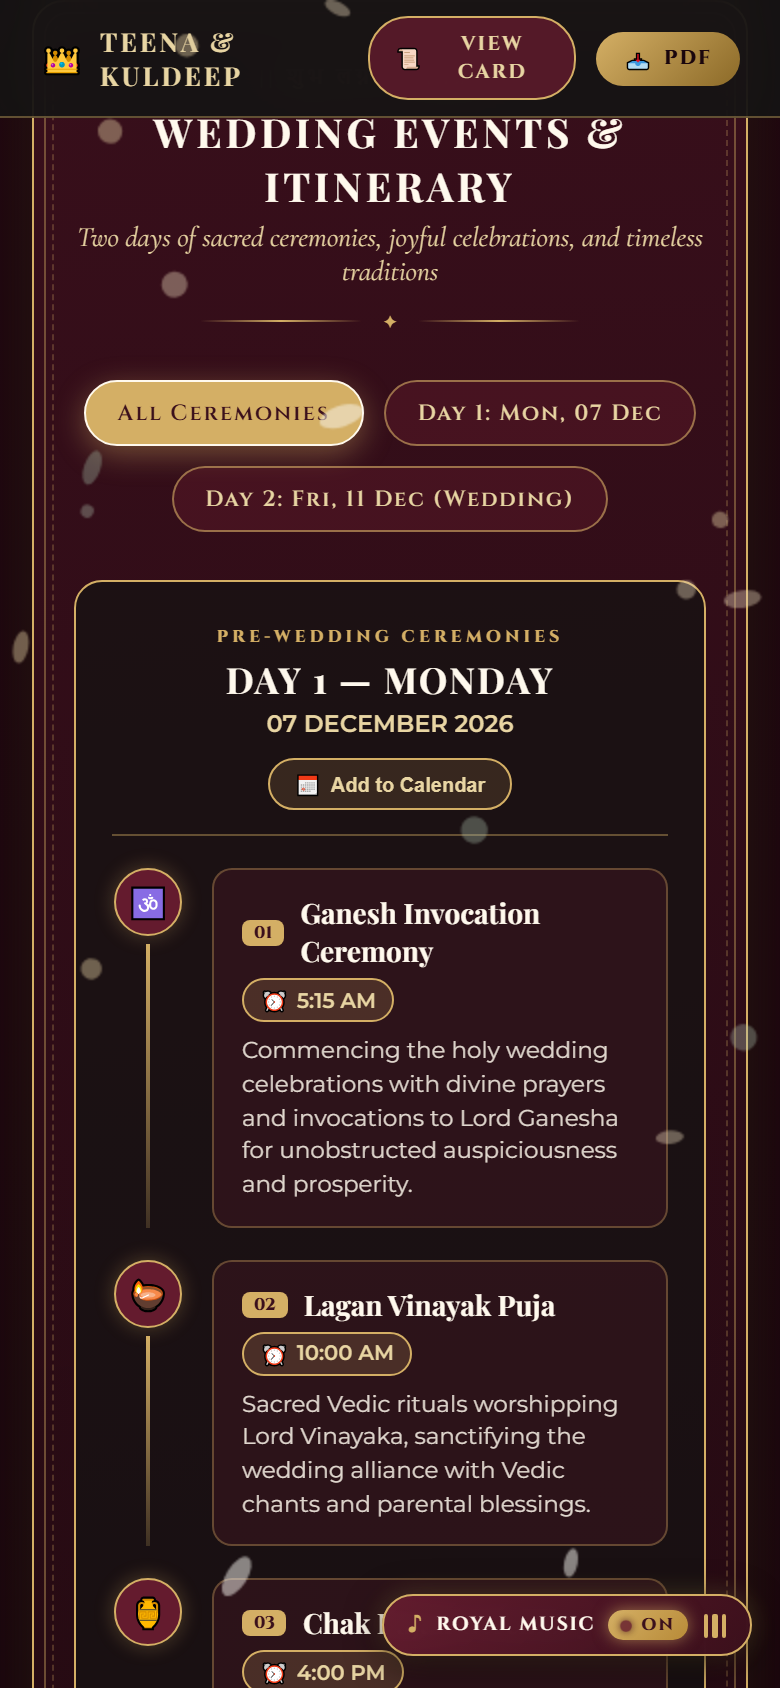 TEENA &
KULDEEP
VIEW
CARD
PDF
WEDDING EVENTS &
ITINERARY
Two days of sacred ceremonies, joyful celebrations, and timeless
traditions
All Ceremonies
Day 1: Mon, 07 Dec
Day 2: Fri, 11 Dec (Wedding)
PRE-WEDDING CEREMONIES
DAY 1 — MONDAY
07 DECEMBER 2026
Add to Calendar
ॐ
01
Ganesh Invocation
Ceremony
5:15 AM
Commencing the holy wedding
celebrations with divine prayers
and invocations to Lord Ganesha
for unobstructed auspiciousness
and prosperity.
02
Lagan Vinayak Puja
10:00 AM
Sacred Vedic rituals worshipping
Lord Vinayaka, sanctifying the
wedding alliance with Vedic
chants and parental blessings.
03
Chak
4:00 PM
ROYAL MUSIC
ON